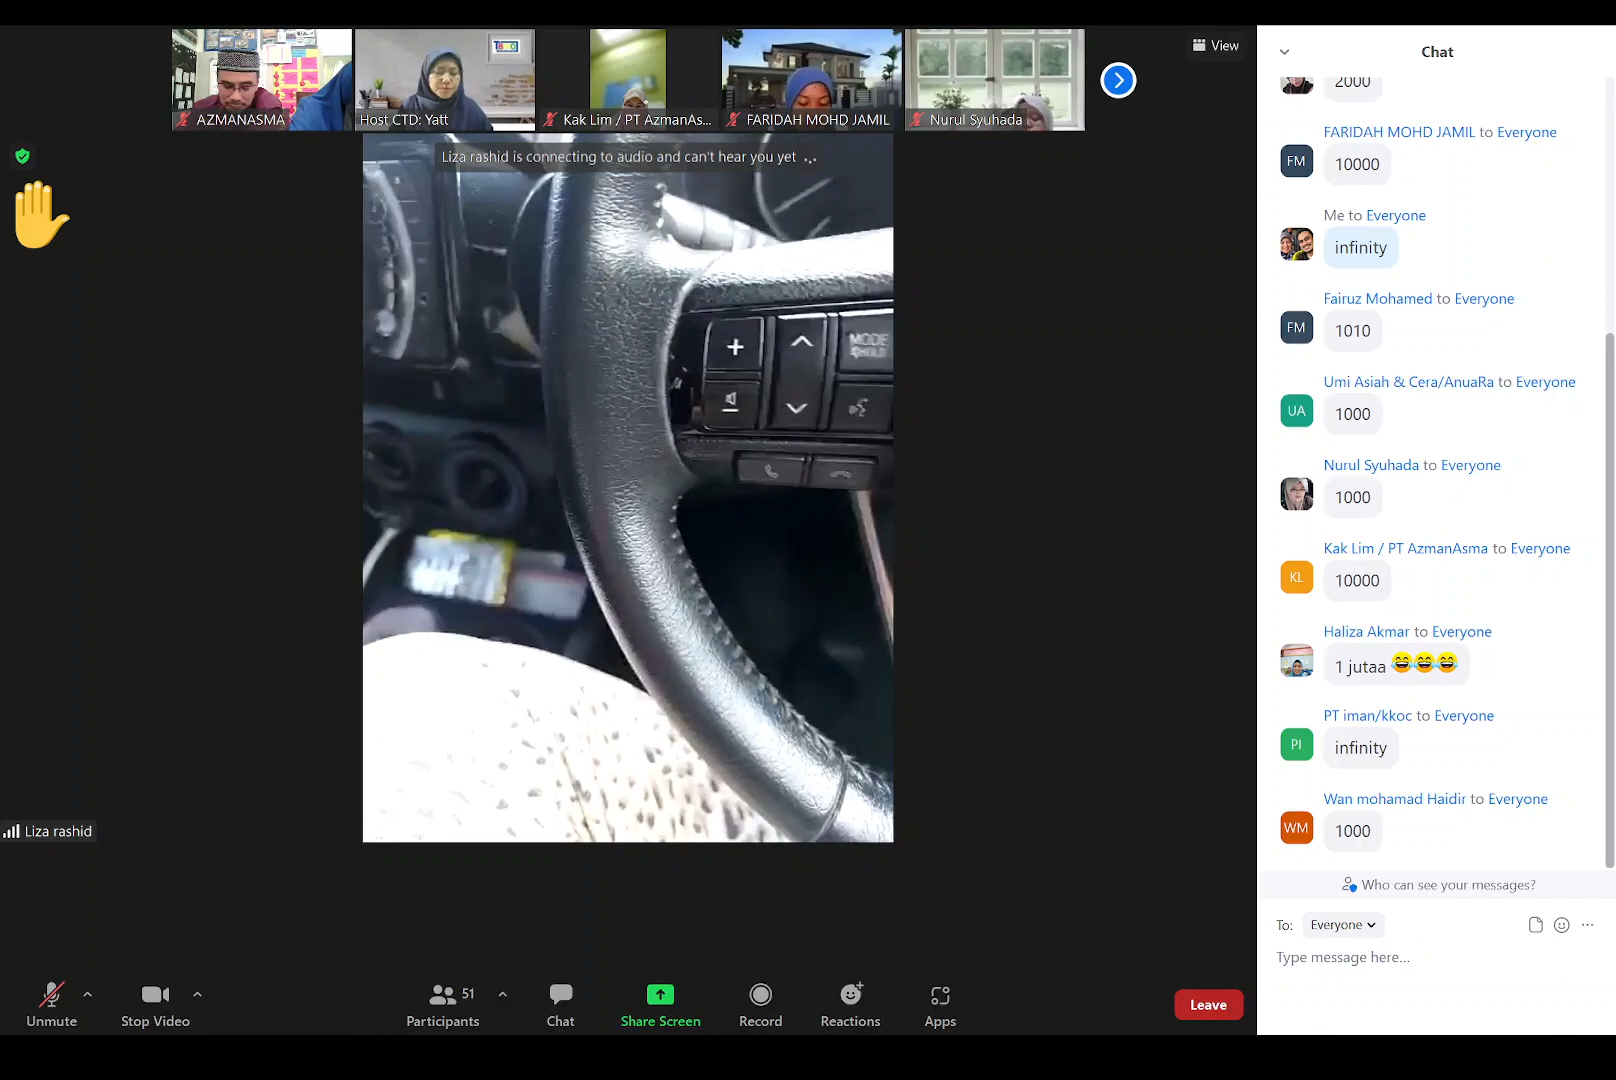 AZMANASMA
Host CTD: Yatt
Kak Lim / PT AzmanAs...
FARIDAH MOHD JAMIL
Nurul Syuhada
View
Liza rashid is connecting to audio and can't hear you yet ...
MODE
Liza rashid
Unmute
Stop Video
51
Participants
Chat
Share Screen
Record
Reactions
Apps
Leave
Chat
2000
FARIDAH MOHD JAMIL to Everyone
FM
10000
Me to Everyone
infinity
Fairuz Mohamed to Everyone
FM
1010
Umi Asiah & Cera/AnuaRa to Everyone
UA
1000
Nurul Syuhada to Everyone
1000
Kak Lim / PT AzmanAsma to Everyone
KL
10000
Haliza Akmar to Everyone
1 jutaa 😅😅😂
PT iman/kkoc to Everyone
PI
infinity
Wan mohamad Haidir to Everyone
WM
1000
Who can see your messages?
To: Everyone
Type message here...